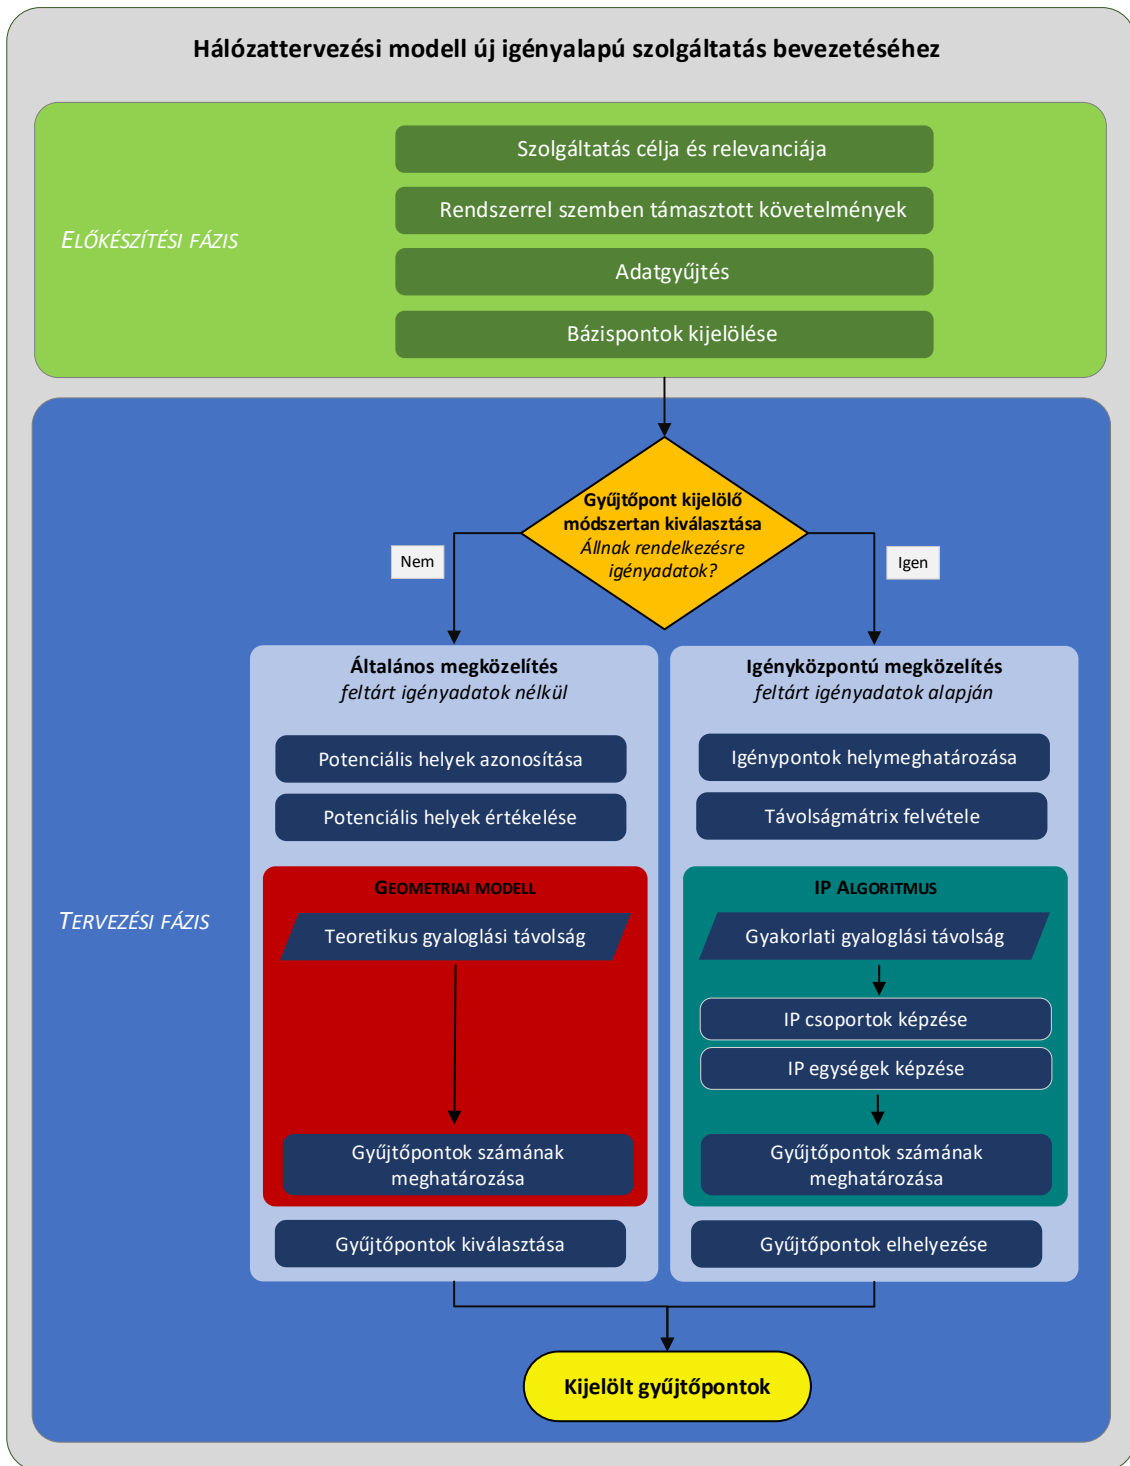 Hálózattervezési modell új igényalapú szolgáltatás bevezetéséhez
ELŐKÉSZÍTÉSI FÁZIS
Szolgáltatás célja és relevanciája
Rendszerrel szemben támasztott követelmények
Adatgyűjtés
Bázispontok kijelölése
TERVEZÉSI FÁZIS
Gyűjtőpont kijelölő
módszertan kiválasztása
Állnak rendelkezésre
igényadatok?
Nem
Igen
Általános megközelítés
feltárt igényadatok nélkül
Potenciális helyek azonosítása
Potenciális helyek értékelése
GEOMETRIAI MODELL
Teoretikus gyaloglási távolság
Gyűjtőpontok számának
meghatározása
Gyűjtőpontok kiválasztása
Igényközpontú megközelítés
feltárt igényadatok alapján
Igénypontok helymeghatározása
Távolságmátrix felvétele
IP ALGORITMUS
Gyakorlati gyaloglási távolság
IP csoportok képzése
IP egységek képzése
Gyűjtőpontok számának
meghatározása
Gyűjtőpontok elhelyezése
Kijelölt gyűjtőpontok